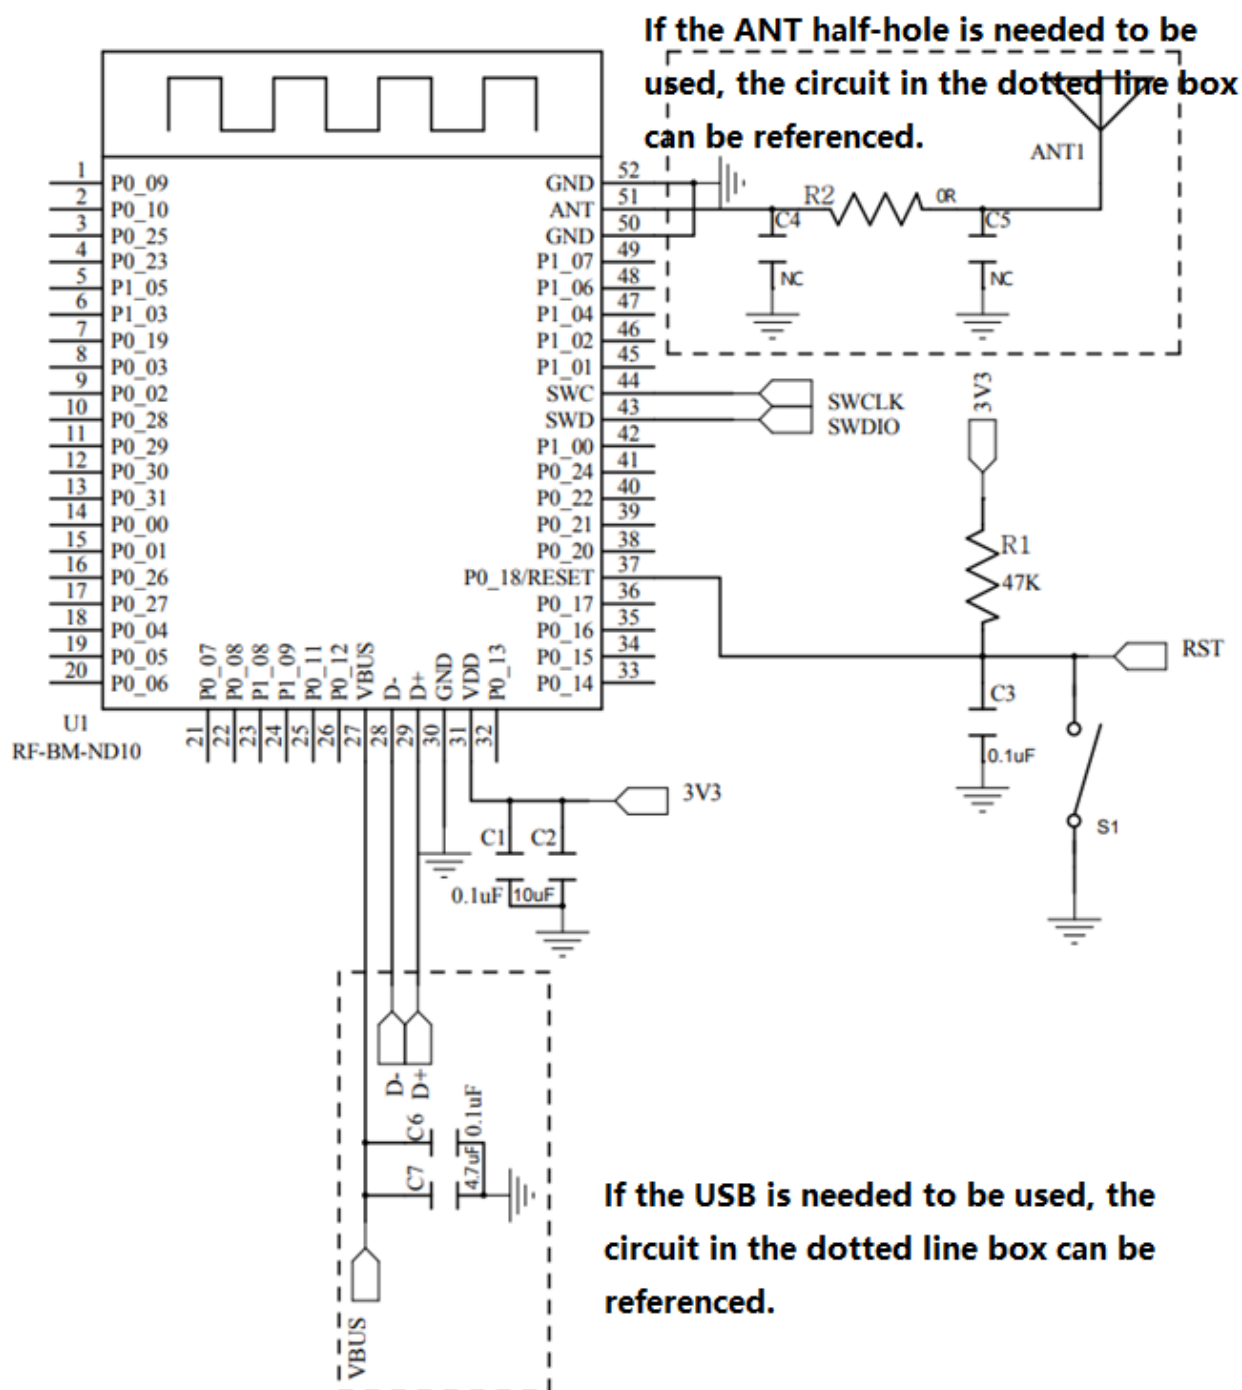 If the ANT half-hole is needed to be
used, the circuit in the dotted line box
can be referenced.
ANT1
1 P0_09
2 P0_10
3 P0_25
4 P0_23
5 P1_05
6 P1_03
7 P0_19
8 P0_03
9 P0_02
10 P0_28
11 P0_29
12 P0_30
13 P0_31
14 P0_00
15 P0_01
16 P0_26
17 P0_27
18 P0_04
19 P0_05
20 P0_06
GND 52
ANT 51
GND 50
P1_07 49
P1_06 48
P1_04 47
P1_02 46
P1_01 45
SWC 44
SWD 43
P1_00 42
P0_24 41
P0_22 40
P0_21 39
P0_20 38
P0_18/RESET 37
P0_17 36
P0_16 35
P0_15 34
P0_14 33
P0_07 21
P0_08 22
P1_08 23
P1_09 24
P0_11 25
P0_12 26
VBUS 27
D- 28
D+ 29
GND 30
VDD 31
P0_13 32
U1
RF-BM-ND10
R2 0R
C4
NC
C5
NC
SWCLK
SWDIO
3V3
R1
47K
RST
C3
0.1uF
S1
3V3
C1 C2
0.1uF 10uF
D-
D+
C6 0.1uF
C7 4.7uF
VBUS
If the USB is needed to be used, the
circuit in the dotted line box can be
referenced.